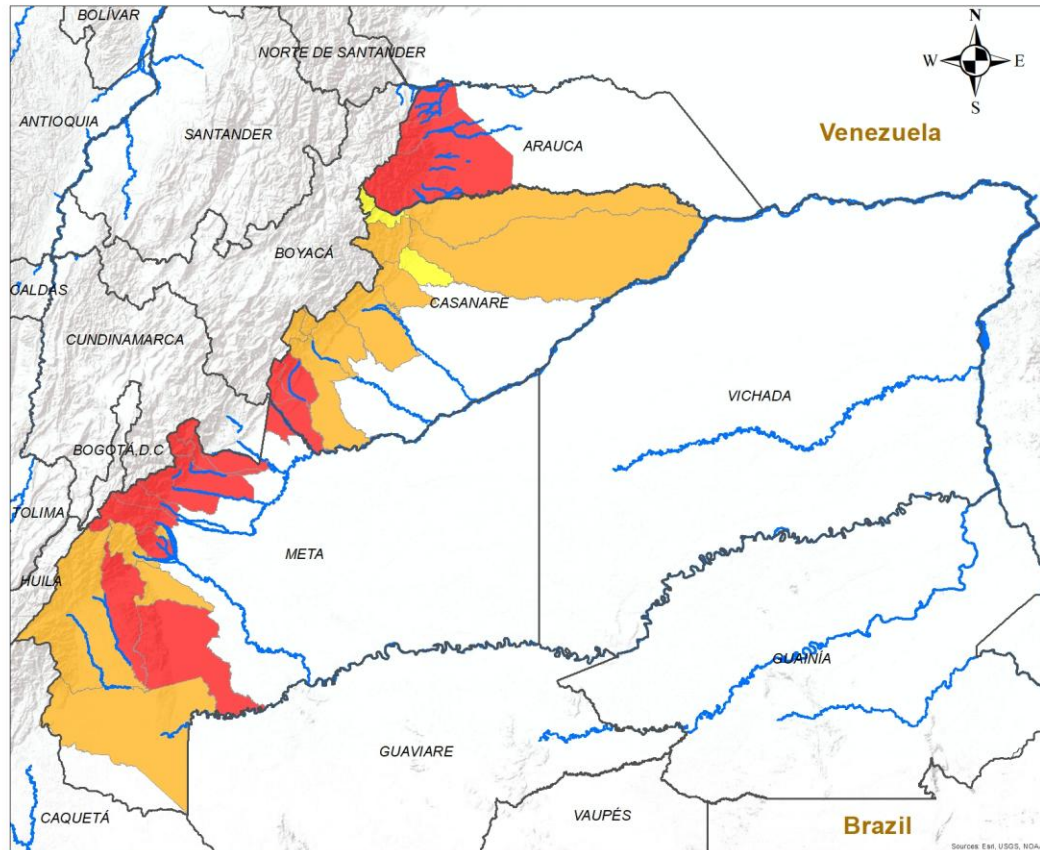 BOLÍVAR
NORTE DE SANTANDER
N
W
E
S
ANTIOQUIA
SANTANDER
ARAUCA
Venezuela
BOYACÁ
CALDAS
CASANARE
CUNDINAMARCA
VICHADA
BOGOTÁ,D.C
TOLIMA
META
HUILA
GUAINÍA
GUAVIARE
CAQUETÁ
VAUPÉS
Brazil
Sources: Esri, USGS, NOAA